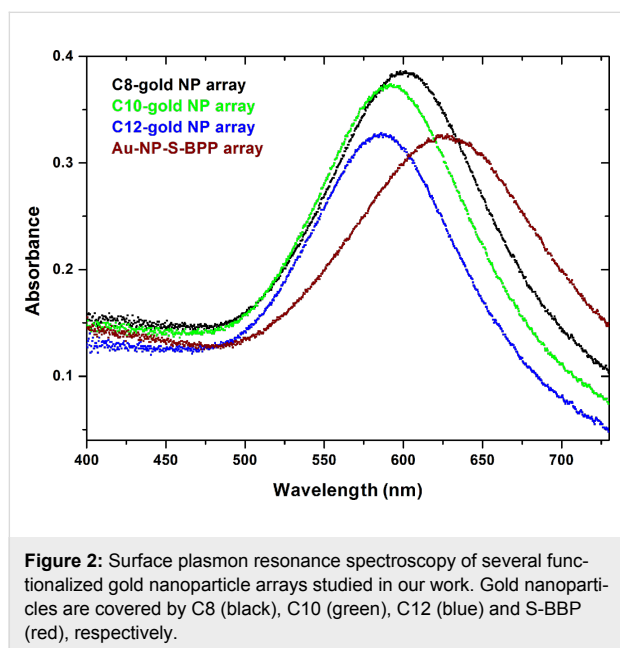 0.4
0.3
0.2
0.1
Absorbance
C8-gold NP array
C10-gold NP array
C12-gold NP array
Au-NP-S-BPP array
400 450 500 550 600 650 700
Wavelength (nm)
Figure 2: Surface plasmon resonance spectroscopy of several func-
tionalized gold nanoparticle arrays studied in our work. Gold nanoparti-
cles are covered by C8 (black), C10 (green), C12 (blue) and S-BBP
(red), respectively.